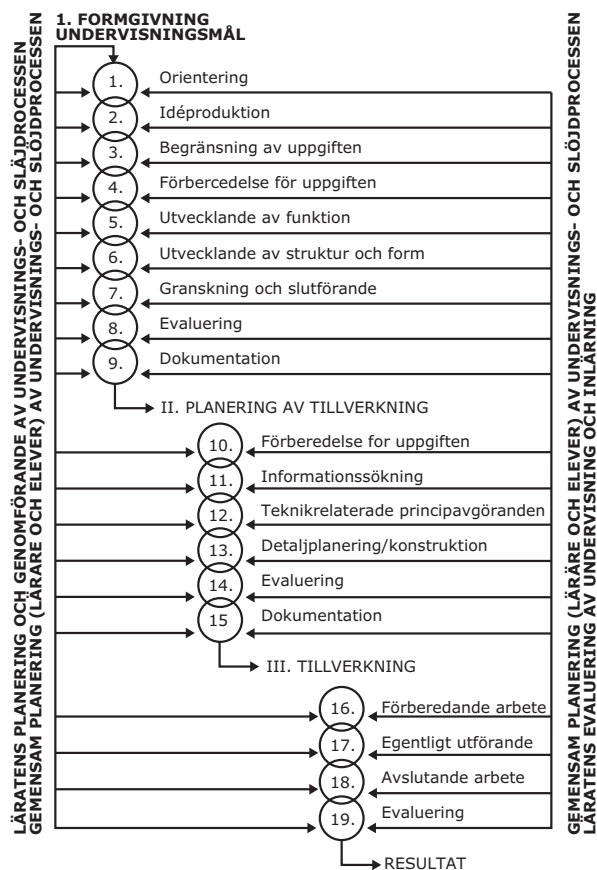 1. FORMGIVNING
UNDERVISNINGSMÅL
LÄRATENS PLANERING OCH GENOMFÖRANDE AV UNDERVISNINGS- OCH SLÄJDROCESSEN
GEMENSAM PLANERING (LÄRARE OCH ELEVER) AV UNDERVISNINGS- OCH SLÖJDPROCESSEN
1. Orientering
2. Idéproduktion
3. Begränsning av uppgiften
4. Förbercedelse för uppgiften
5. Utvecklande av funktion
6. Utvecklande av struktur och form
7. Granskning och slutförande
8. Evaluering
9. Dokumentation
II. PLANERING AV TILLVERKNING
10. Förberedelse for uppgiften
11. Informationssökning
12. Teknikrelaterade principavgöranden
13. Detaljplanering/konstruktion
14. Evaluering
15 Dokumentation
III. TILLVERKNING
16. Förberedande arbete
17. Egentligt utförande
18. Avslutande arbete
19. Evaluering
RESULTAT
GEMENSAM PLANERING (LÄRÄRE OCH ELEVER) AV UNDERVISNINGS- OCH SLÖJDPROCESSEN
LÄRATENS EVALUERING AV UNDERVISNING OCH INLÄRNING